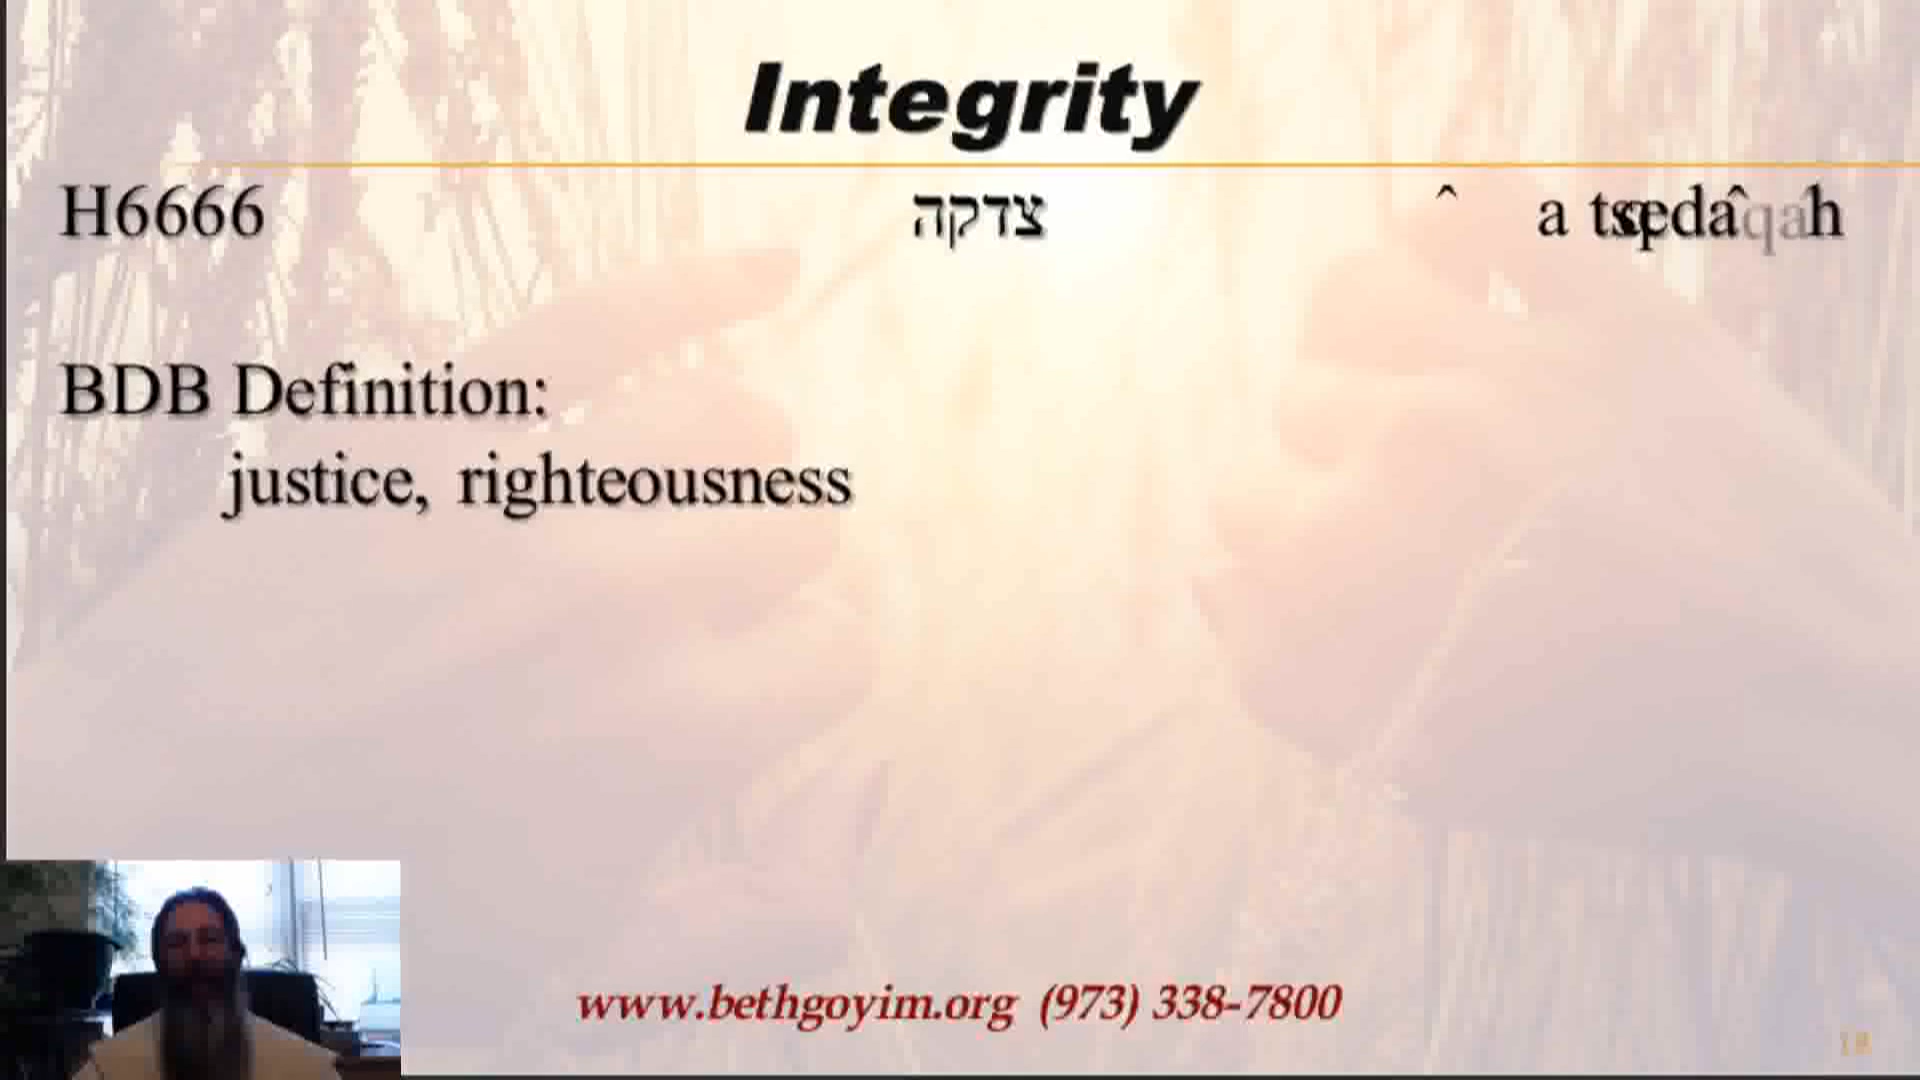 Integrity
H6666 צדקה
BDB Definition:
justice, righteousness
www.bethgoyim.org (973) 338-7800